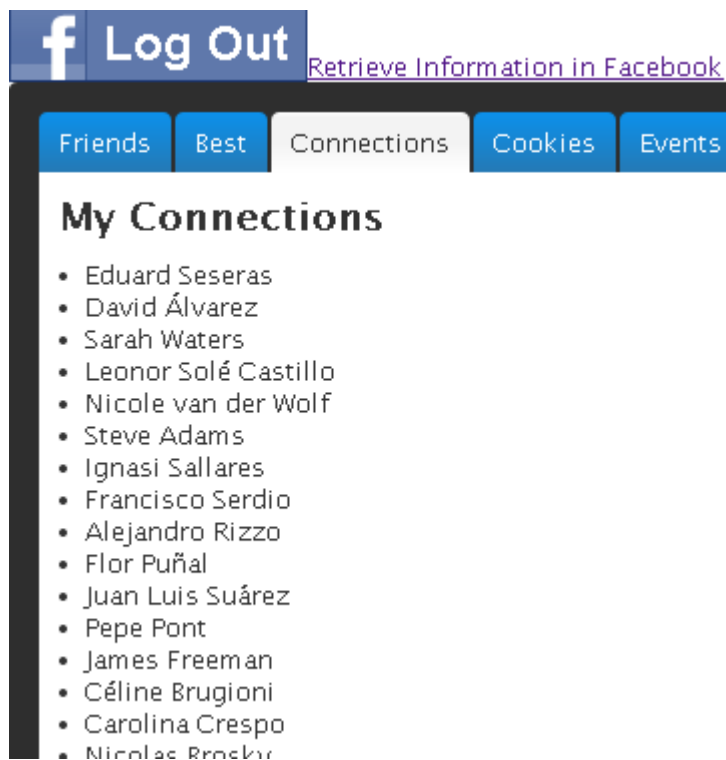 f Log Out Retrieve Information in Facebook
Friends Best Connections Cookies Events
My Connections
• Eduard Seseras
• David Álvarez
• Sarah Waters
• Leonor Solé Castillo
• Nicole van der Wolf
• Steve Adams
• Ignasi Sallares
• Francisco Serdio
• Alejandro Rizzo
• Flor Puñal
• Juan Luis Suárez
• Pepe Pont
• James Freeman
• Céline Brugioni
• Carolina Crespo
• Nicolas